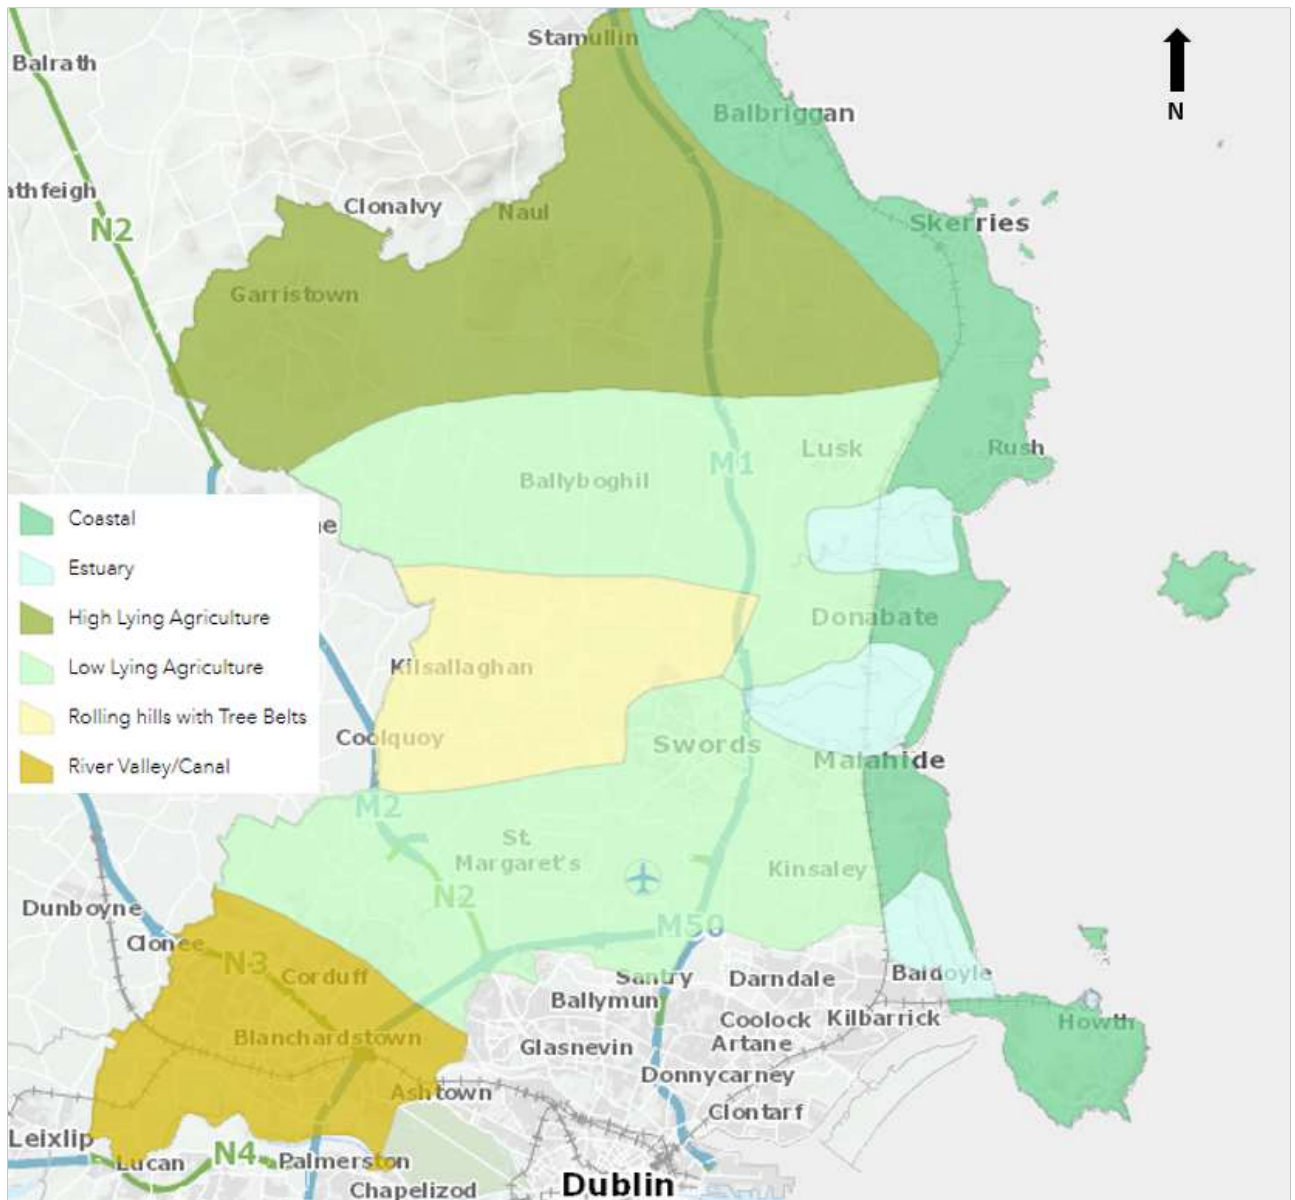 Stamullin
Balrath
Balbriggan
N
athfeigh
Clonalvy
Naul
N2
Skerries
Garristown
Lusk
Rush
M1
Ballyboghil
Coastal
ne
Estuary
High Lying Agriculture
Donabate
Low Lying Agriculture
Kilsallaghan
Rolling hills with Tree Belts
Coolquoy
Swords
Malahide
River Valley/Canal
M2
St.
Margaret's
Kinsaley
N2
Dunboyne
M50
Clonee
N3
Corduff
Santry
Darndale
Baldoyle
Ballymun
Coolock
Kilbarrick
Howth
Blanchardstown
Glasnevin
Artane
Donnycarney
Ashtown
Clontarf
Leixlip
Lucan
N4
Palmerston
Chapelizod
Dublin